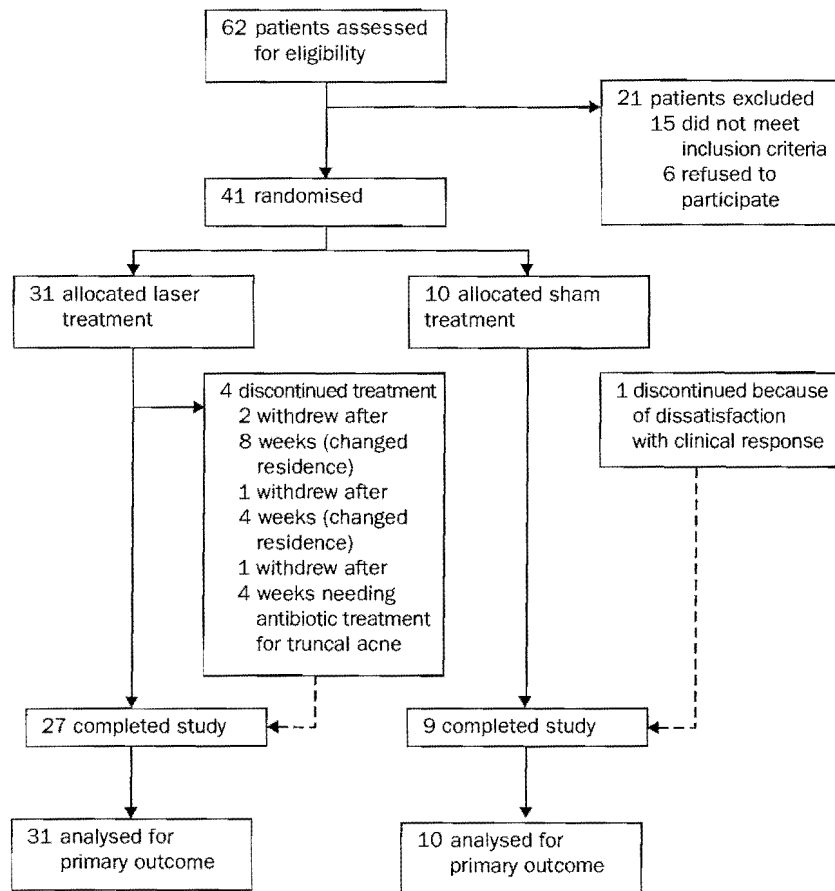 62 patients assessed
for eligibility
21 patients excluded
15 did not meet
inclusion criteria
6 refused to
participate
41 randomised
31 allocated laser
treatment
10 allocated sham
treatment
4 discontinued treatment
2 withdrew after
8 weeks (changed
residence)
1 withdrew after
4 weeks (changed
residence)
1 withdrew after
4 weeks needing
antibiotic treatment
for truncal acne
1 discontinued because
of dissatisfaction
with clinical response
27 completed study
9 completed study
31 analysed for
primary outcome
10 analysed for
primary outcome